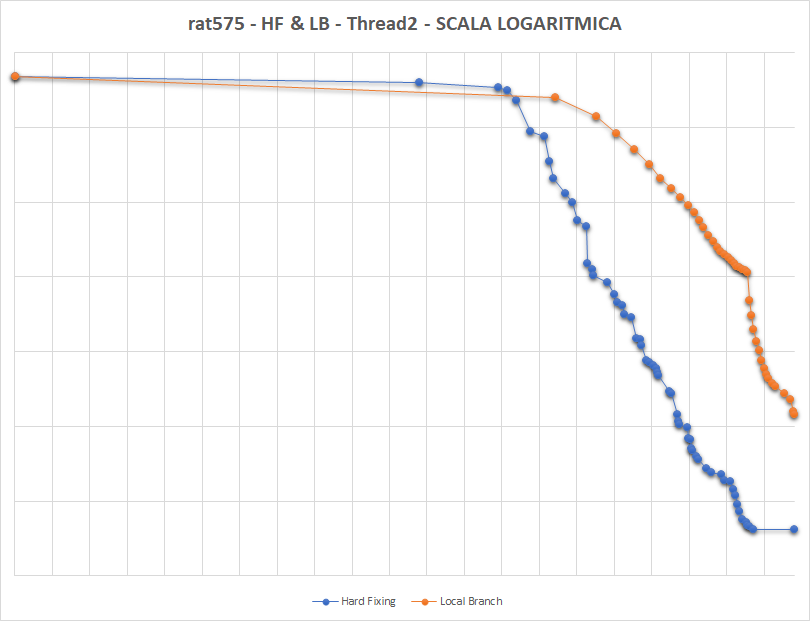 rat575 - HF & LB - Thread2 - SCALA LOGARITMICA
Hard Fixing Local Branch